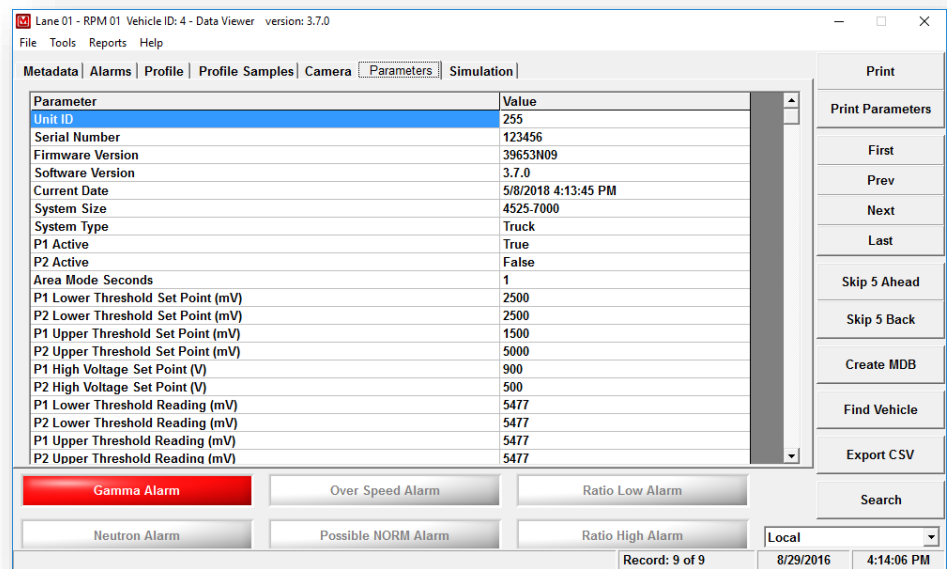 Lane 01 - RPM 01 Vehicle ID: 4 - Data Viewer version: 3.7.0
File Tools Reports Help
Metadata Alarms Profile Profile Samples Camera Parameters Simulation
Parameter Value
Unit ID 255
Serial Number 123456
Firmware Version 39653N09
Software Version 3.7.0
Current Date 5/8/2018 4:13:45 PM
System Size 4525-7000
System Type Truck
P1 Active True
P2 Active False
Area Mode Seconds 1
P1 Lower Threshold Set Point (mV) 2500
P2 Lower Threshold Set Point (mV) 2500
P1 Upper Threshold Set Point (mV) 1500
P2 Upper Threshold Set Point (mV) 5000
P1 High Voltage Set Point (V) 900
P2 High Voltage Set Point (V) 500
P1 Lower Threshold Reading (mV) 5477
P2 Lower Threshold Reading (mV) 5477
P1 Upper Threshold Reading (mV) 5477
P2 Upper Threshold Reading (mV) 5477
Print
Print Parameters
First
Prev
Next
Last
Skip 5 Ahead
Skip 5 Back
Create MDB
Find Vehicle
Export CSV
Search
Local
Gamma Alarm Over Speed Alarm Ratio Low Alarm
Neutron Alarm Possible NORM Alarm Ratio High Alarm
Record: 9 of 9 8/29/2016 4:14:06 PM